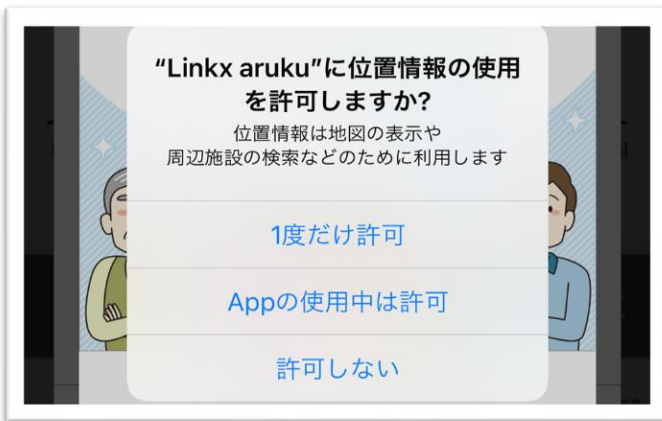 “Linkx aruku”に位置情報の使用
を許可しますか?
位置情報は地図の表示や
周辺施設の検索などのために利用します
1度だけ許可
Appの使用中は許可
許可しない